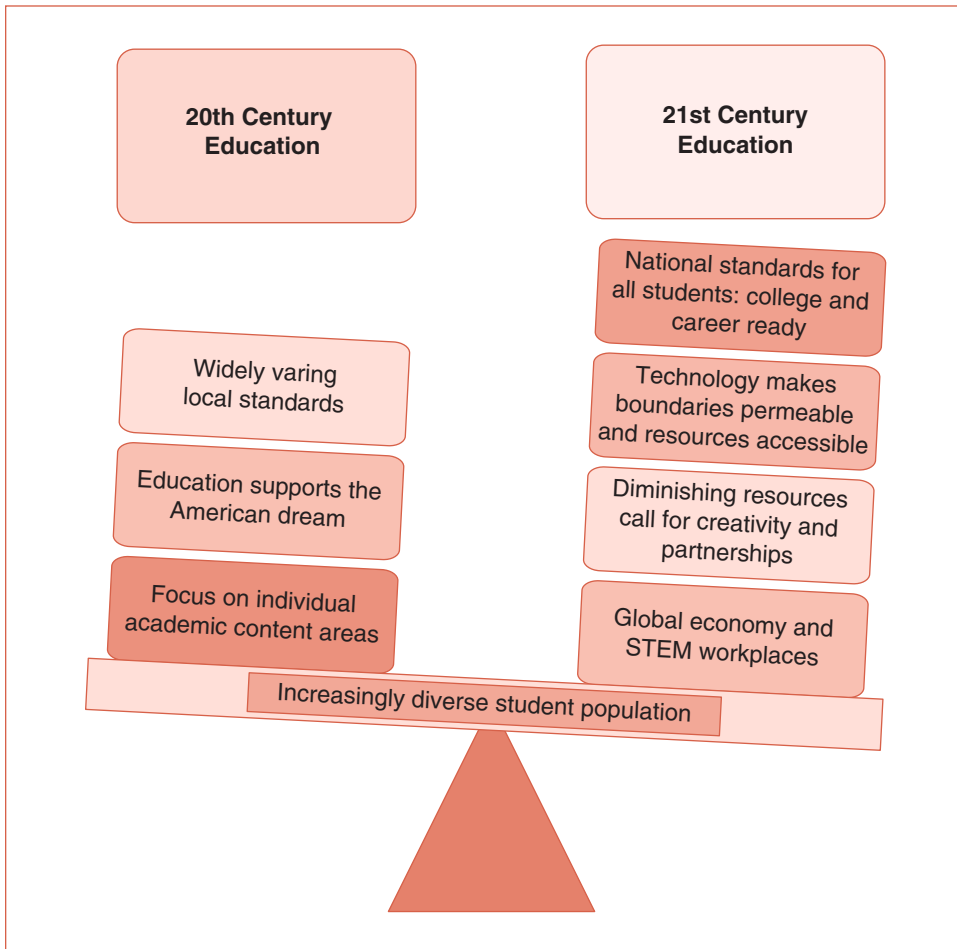 20th Century
Education
21st Century
Education
Widely varing
local standards
Education supports the
American dream
Focus on individual
academic content areas
National standards for
all students: college and
career ready
Technology makes
boundaries permeable
and resources accessible
Diminishing resources
call for creativity and
partnerships
Global economy and
STEM workplaces
Increasingly diverse student population